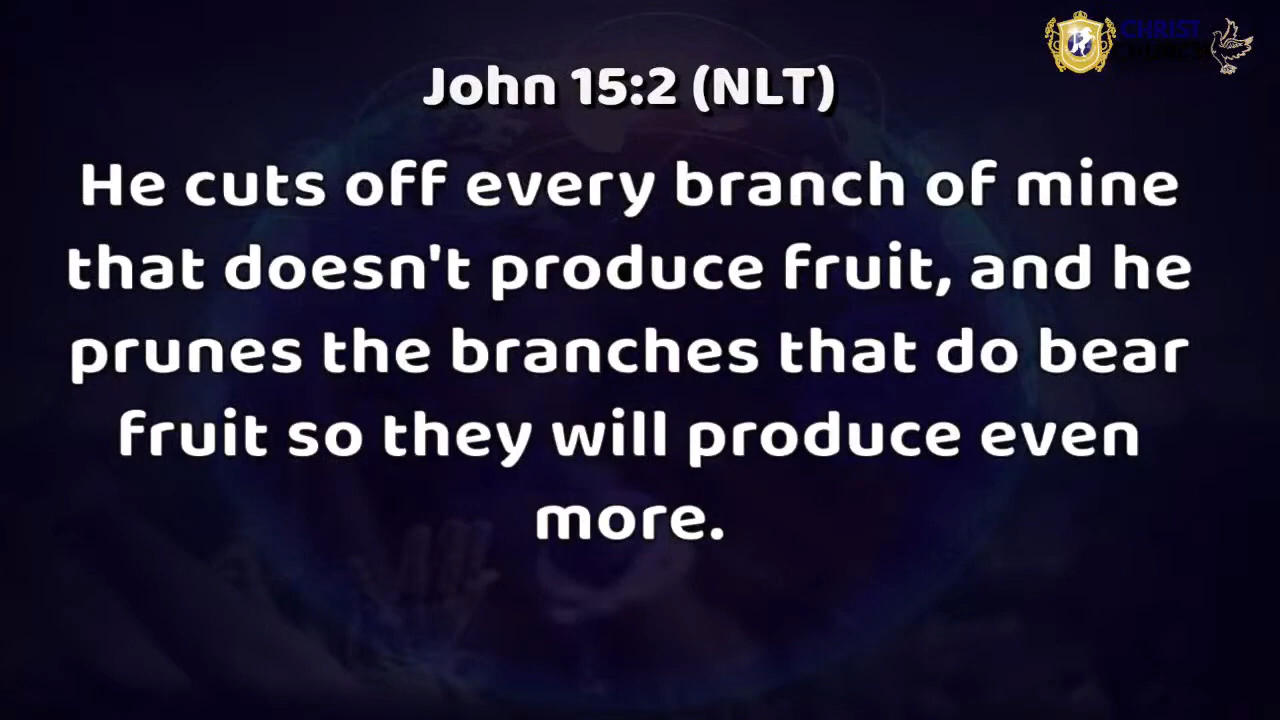 CHRIST
John 15:2 (NLT)
He cuts off every branch of mine
that doesn't produce fruit, and he
prunes the branches that do bear
fruit so they will produce even
more.